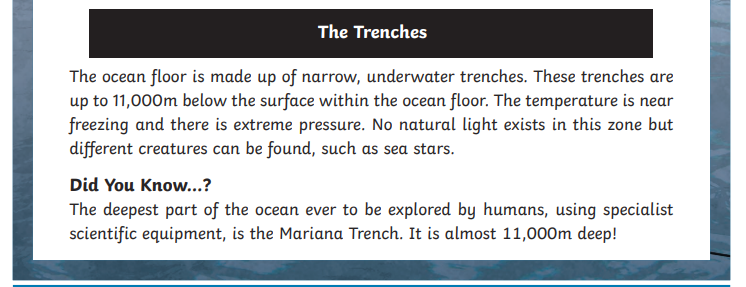 The Trenches
The ocean floor is made up of narrow, underwater trenches. These trenches are
up to 11,000m below the surface within the ocean floor. The temperature is near
freezing and there is extreme pressure. No natural light exists in this zone but
different creatures can be found, such as sea stars.
Did You Know...?
The deepest part of the ocean ever to be explored by humans, using specialist
scientific equipment, is the Mariana Trench. It is almost 11,000m deep!